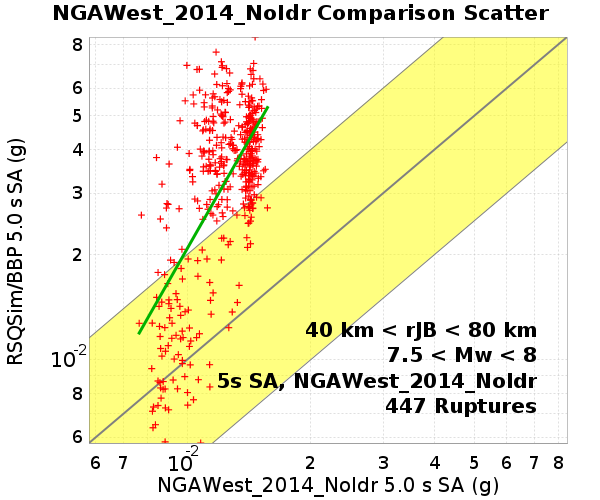 NGAWest_2014_NoIdr Comparison Scatter
RSQSim/BBP 5.0 s SA (g)
8
6
5
4
3
2
10-2
8
6
40 km < rJB < 80 km
7.5 < Mw < 8
5s SA, NGAWest_2014_NoIdr
447 Ruptures
6 7 10-2 2 3 4 5 6 7 8
NGAWest_2014_NoIdr 5.0 s SA (g)